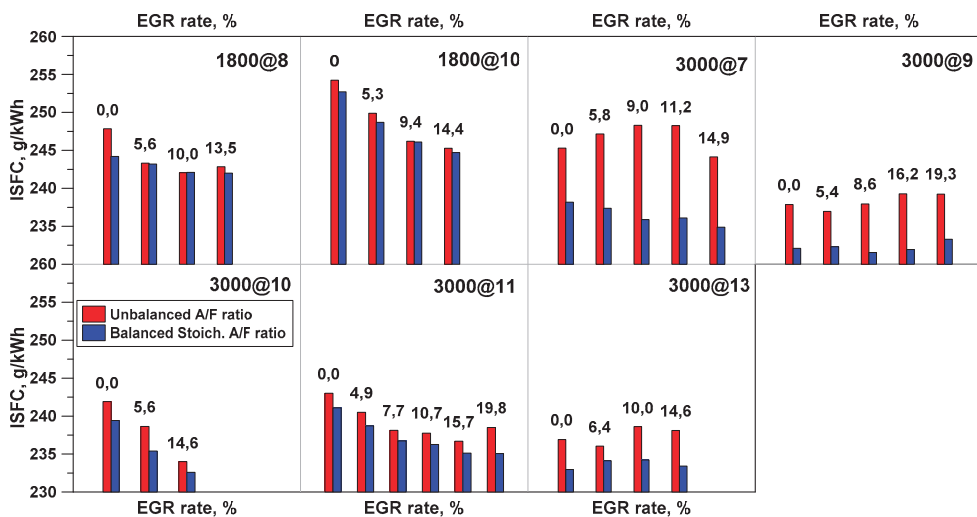 EGR rate, % EGR rate, % EGR rate, % EGR rate, %
ISFC, g/kWh
260
255
250
245
240
235
260
1800@8
0,0 5,6 10,0 13,5
1800@10
0 5,3 9,4 14,4
3000@7
0,0 5,8 9,0 11,2 14,9
3000@9
0,0 5,4 8,6 16,2 19,3
ISFC, g/kWh
255
250
245
240
235
230
3000@10
Unbalanced A/F ratio
Balanced Stoich. A/F ratio
0,0 5,6 14,6
3000@11
0,0 4,9 7,7 10,7 15,7 19,8
3000@13
0,0 6,4 10,0 14,6
EGR rate, % EGR rate, % EGR rate, %